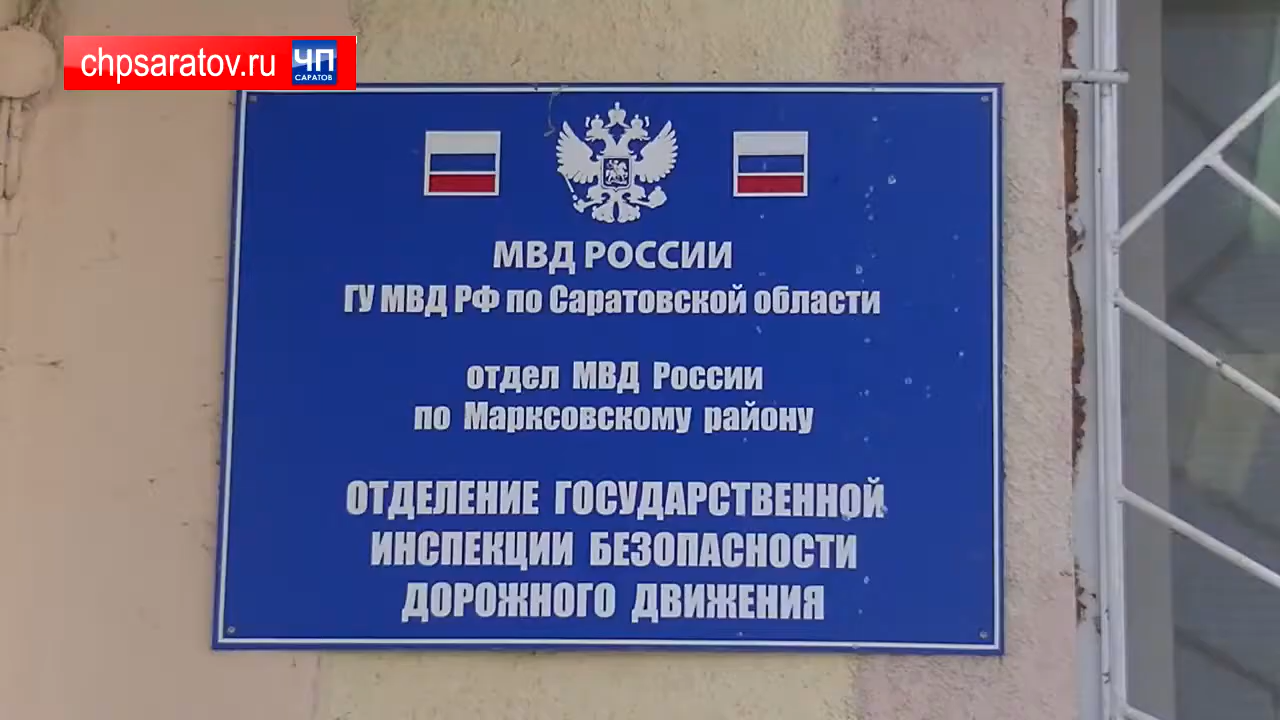 chpsaratov.ru
ЧП
САРАТОВ
МВД РОССИИ
ГУ МВД РФ по Саратовской области
отдел МВД России
по Марксовскому району
ОТДЕЛЕНИЕ ГОСУДАРСТВЕННОЙ
ИНСПЕКЦИИ БЕЗОПАСНОСТИ
ДОРОЖНОГО ДВИЖЕНИЯ